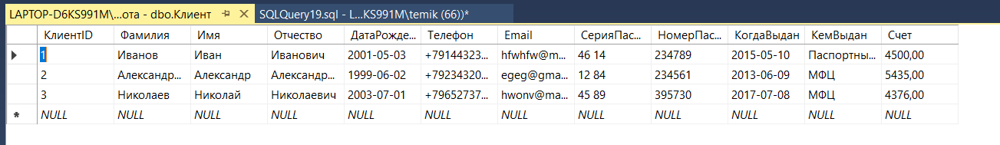 LAPTOP-D6KS991M\...ота - dbo.Клиент SQLQuery19.sql - L...KS991M\temik (66))*
КлиентID Фамилия Имя Отчество ДатаРожде... Телефон Email СерияПас... НомерПас... КогдаВыдан КемВыдан Счет
1 Иванов Иван Иванович 2001-05-03 +79144323... hfwhfw@m... 46 14 234789 2015-05-10 Паспортны... 4500,00
2 Александр... Александр Александр... 1999-06-02 +79234320... egeg@gma... 12 84 234561 2013-06-09 МФЦ 5435,00
3 Николаев Николай Николаевич 2003-07-01 +79652737... hwonv@ma... 45 89 395730 2017-07-08 МФЦ 4376,00
NULL NULL NULL NULL NULL NULL NULL NULL NULL NULL NULL NULL